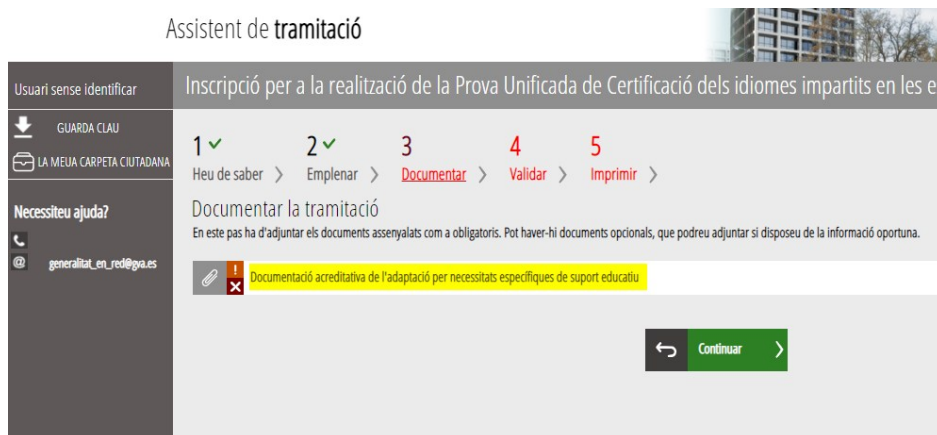 Assistent de tramitació
Usuari sense identificar
GUARDA CLAU
LA MEUA CARPETA CIUTADANA
Necessiteu ajuda?
generalitat_en_red@gva.es
Inscripció per a la realització de la Prova Unificada de Certificació dels idiomes impartits en les e
1 2 3 4 5
Heu de saber Emplenar Documentar Validar Imprimir
Documentar la tramitació
En este pas ha d'adjuntar els documents assenyalats com a obligatoris. Pot haver-hi documents opcionals, que podreu adjuntar si disposeu de la informació oportuna.
Documentació acreditativa de l'adaptació per necessitats específiques de suport educatiu
Continuar